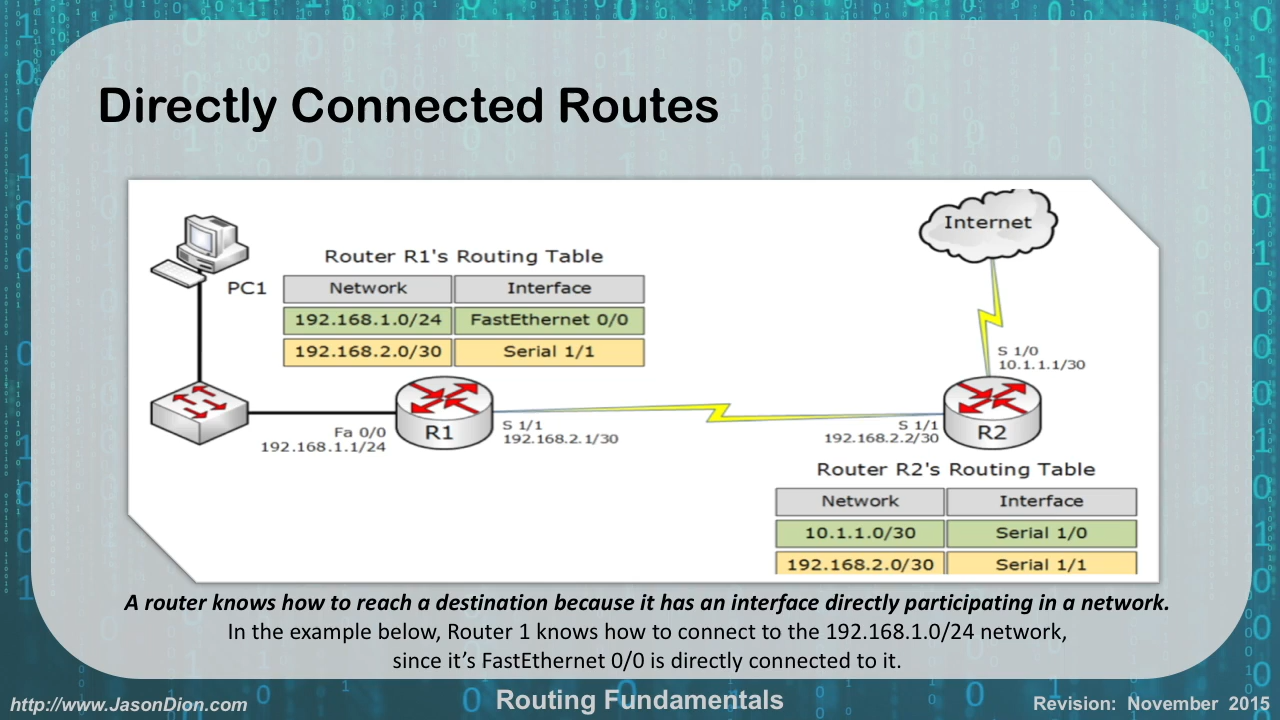 Directly Connected Routes
Internet
PC1
Router R1's Routing Table
Network Interface
192.168.1.0/24 FastEthernet 0/0
192.168.2.0/30 Serial 1/1
S 1/0
10.1.1.1/30
R1
R2
Fa 0/0
192.168.1.1/24
S 1/1
192.168.2.1/30
S 1/1
192.168.2.2/30
Router R2's Routing Table
Network Interface
10.1.1.0/30 Serial 1/0
192.168.2.0/30 Serial 1/1
A router knows how to reach a destination because it has an interface directly participating in a network.
In the example below, Router 1 knows how to connect to the 192.168.1.0/24 network,
since it’s FastEthernet 0/0 is directly connected to it.
http://www.JasonDion.com
Routing Fundamentals
Revision: November 2015